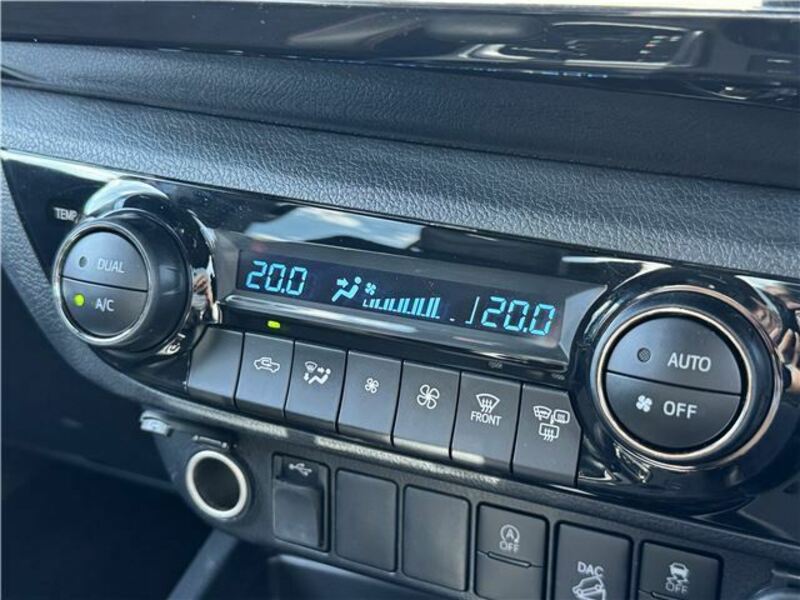 TEMP
DUAL
A/C
20.0
20.0
FRONT
AUTO
OFF
OFF
DAC
OFF